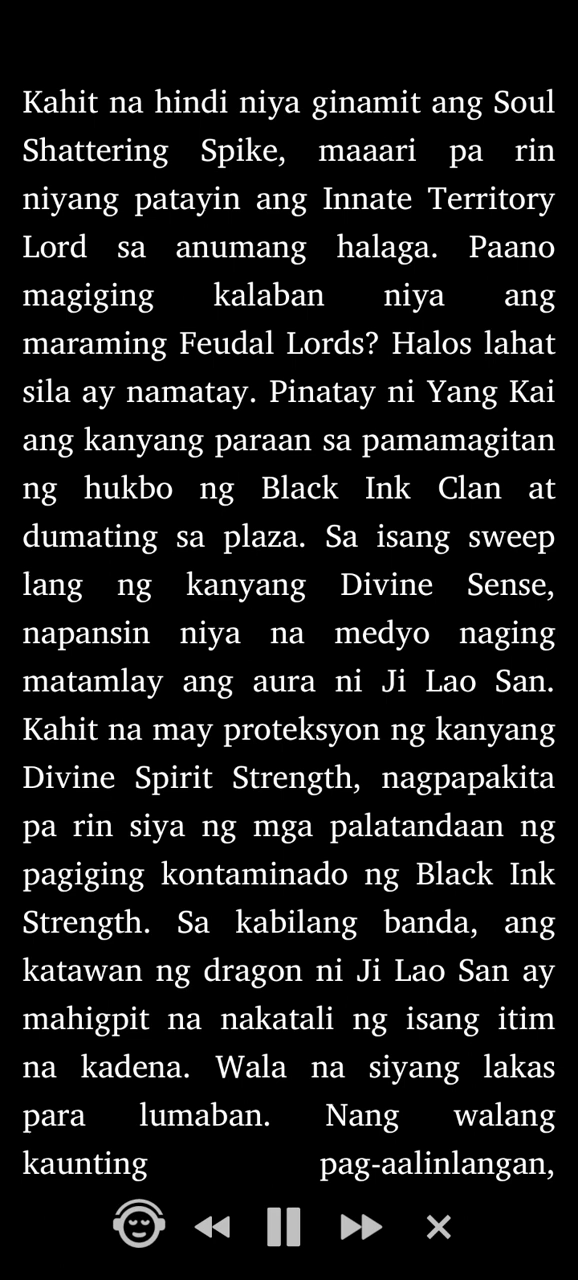 Kahit na hindi niya ginamit ang Soul
Shattering Spike, maaari pa rin
niyang patayin ang Innate Territory
Lord sa anumang halaga. Paano
magiging kalaban niya ang
maraming Feudal Lords? Halos lahat
sila ay namatay. Pinatay ni Yang Kai
ang kanyang paraan sa pamamagitan
ng hukbo ng Black Ink Clan at
dumating sa plaza. Sa isang sweep
lang ng kanyang Divine Sense,
napansin niya na medyo naging
matamlay ang aura ni Ji Lao San.
Kahit na may proteksyon ng kanyang
Divine Spirit Strength, nagpapakita
pa rin siya ng mga palatandaan ng
pagiging kontaminado ng Black Ink
Strength. Sa kabilang banda, ang
katawan ng dragon ni Ji Lao San ay
mahigpit na nakatali ng isang itim
na kadena. Wala na siyang lakas
para lumaban. Nang walang
kaunting pag-aalinlangan,